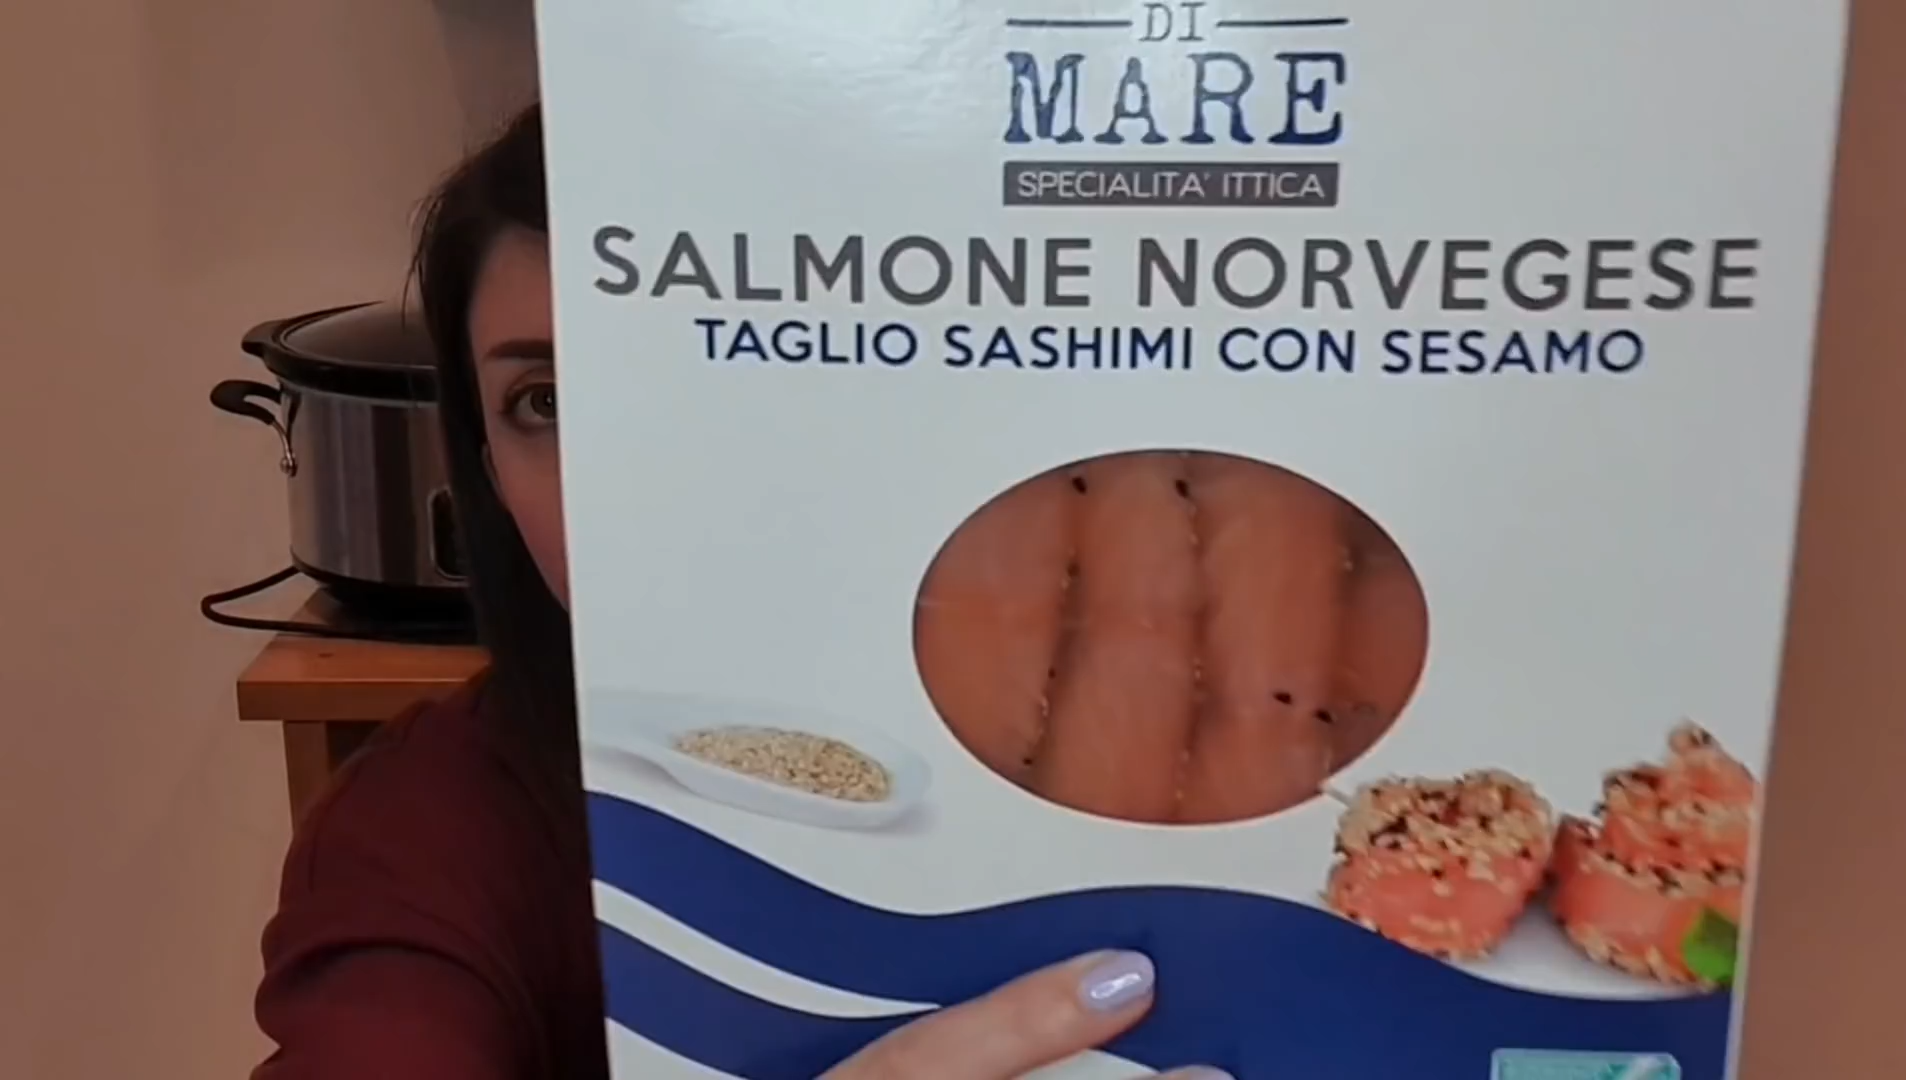 DI
MARE
SPECIALITA' ITTICA
SALMONE NORVEGESE
TAGLIO SASHIMI CON SESAMO